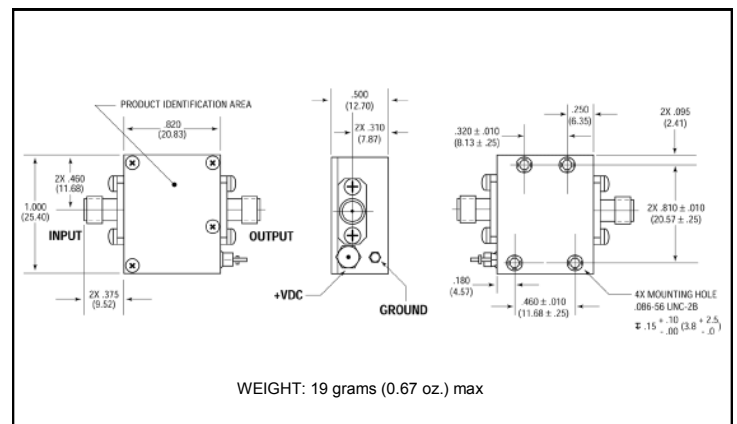 PRODUCT IDENTIFICATION AREA
.820
(20.83)
2X .460
(11.68)
1.000
(25.40)
INPUT
OUTPUT
2X .375
(9.52)
.500
(12.70)
2X .310
(7.87)
+VDC
GROUND
.250
(6.35)
2X .095
(2.41)
.320 ± .010
(8.13 ± .25)
2X .810 ± .010
(20.57 ± .25)
.180
(4.57)
.460 ± .010
(11.68 ± .25)
4X MOUNTING HOLE
.086-56 UNC-2B
↧ .15 + .10 - .00 (3.8 + 2.5 - .0)
WEIGHT: 19 grams (0.67 oz.) max